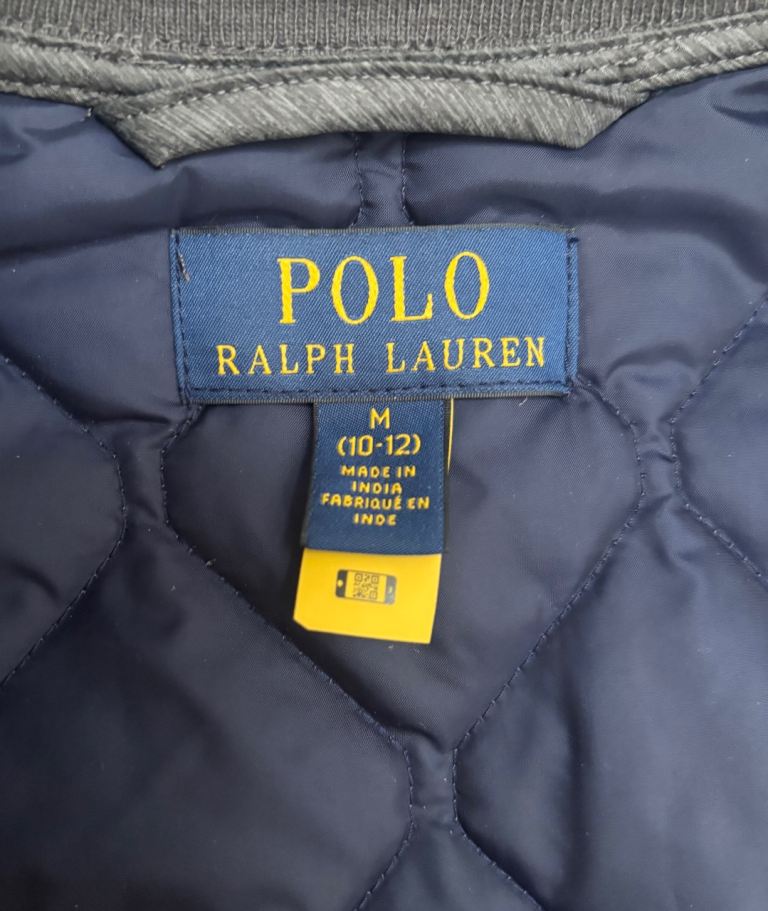 POLO
RALPH LAUREN
M
(10-12)
MADE IN
INDIA
FABRIQUÉ EN
INDE